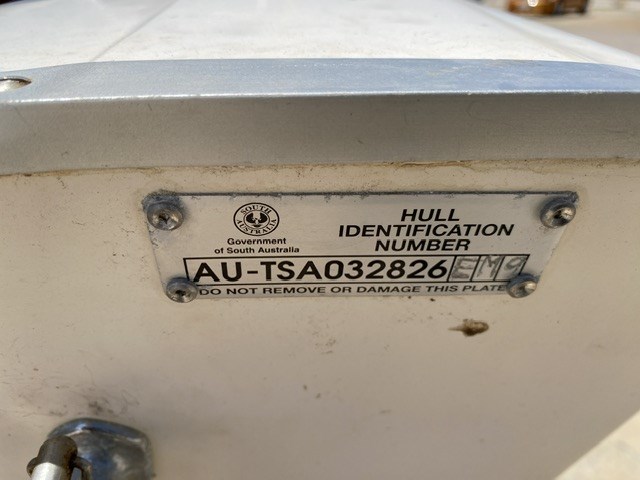 SOUTH
AUSTRALIA
Government
of South Australia
HULL
IDENTIFICATION
NUMBER
AU-TSA032826EM9
DO NOT REMOVE OR DAMAGE THIS PLATE